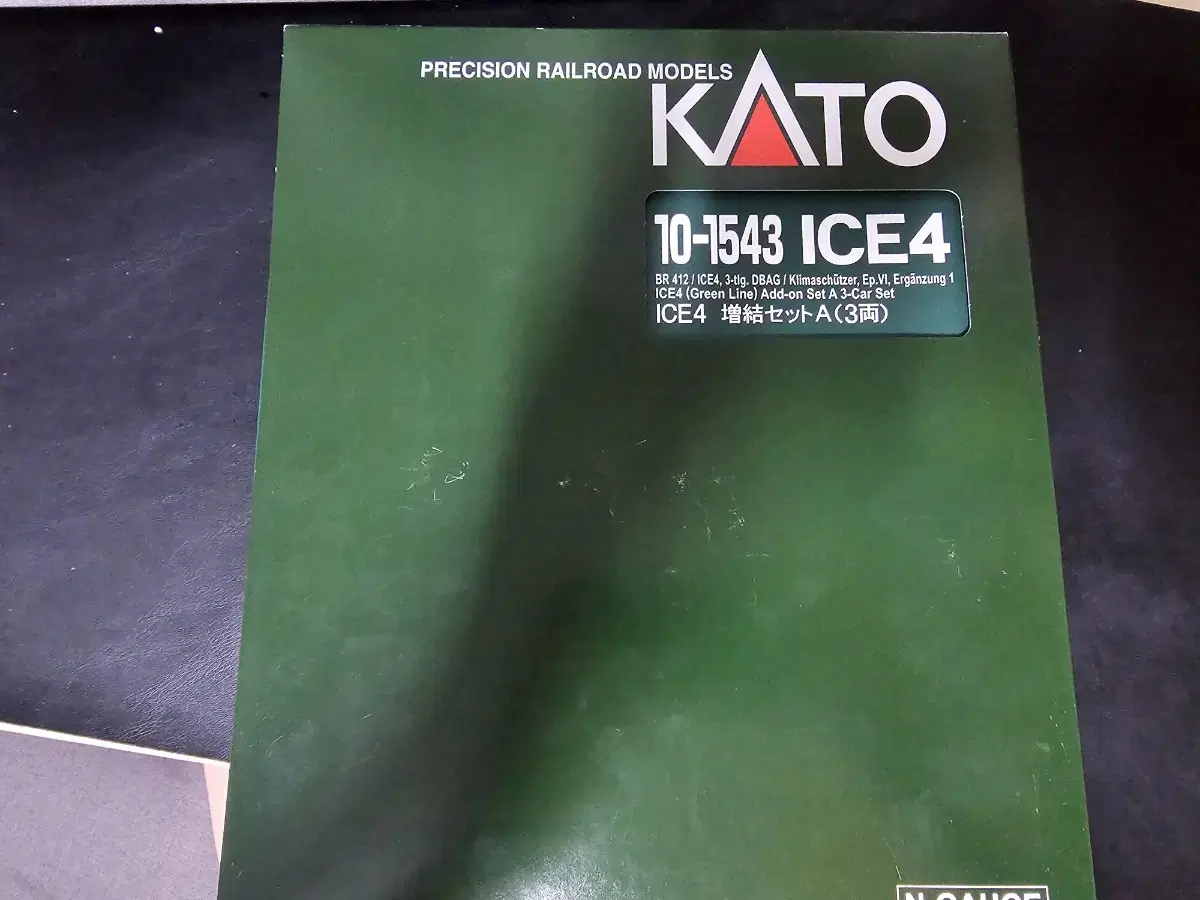 PRECISION RAILROAD MODELS
KATO
10-1543 ICE4
BR 412 / ICE4, 3-tlg. DBAG / Klimaschützer, Ep.VI, Ergänzung 1
ICE4 (Green Line) Add-on Set A 3-Car Set
ICE4 増結セットA(3両)
N-GAUGE